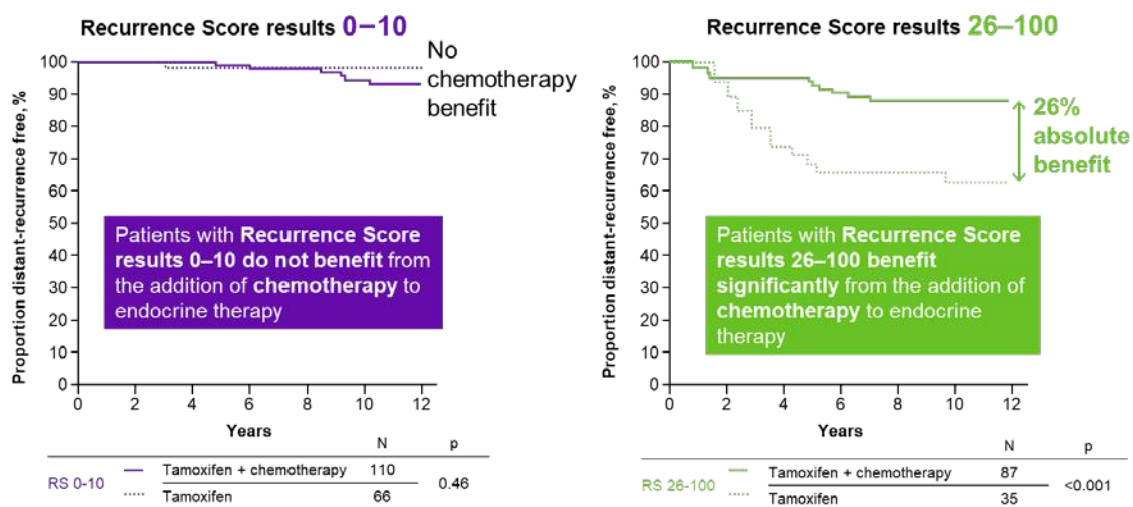 Recurrence Score results 0–10
No
chemotherapy
benefit
Proportion distant-recurrence free, %
100
90
80
70
60
50
40
30
20
10
0
Patients with Recurrence Score
results 0–10 do not benefit from
the addition of chemotherapy to
endocrine therapy
0 2 4 6 8 10 12
Years
N p
RS 0-10
Tamoxifen + chemotherapy 110
0.46
Tamoxifen 66
Recurrence Score results 26–100
26%
absolute
benefit
Proportion distant-recurrence free, %
100
90
80
70
60
50
40
30
20
10
0
Patients with Recurrence Score
results 26–100 benefit
significantly from the addition of
chemotherapy to endocrine
therapy
0 2 4 6 8 10 12
Years
N p
RS 26-100
Tamoxifen + chemotherapy 87
<0.001
Tamoxifen 35